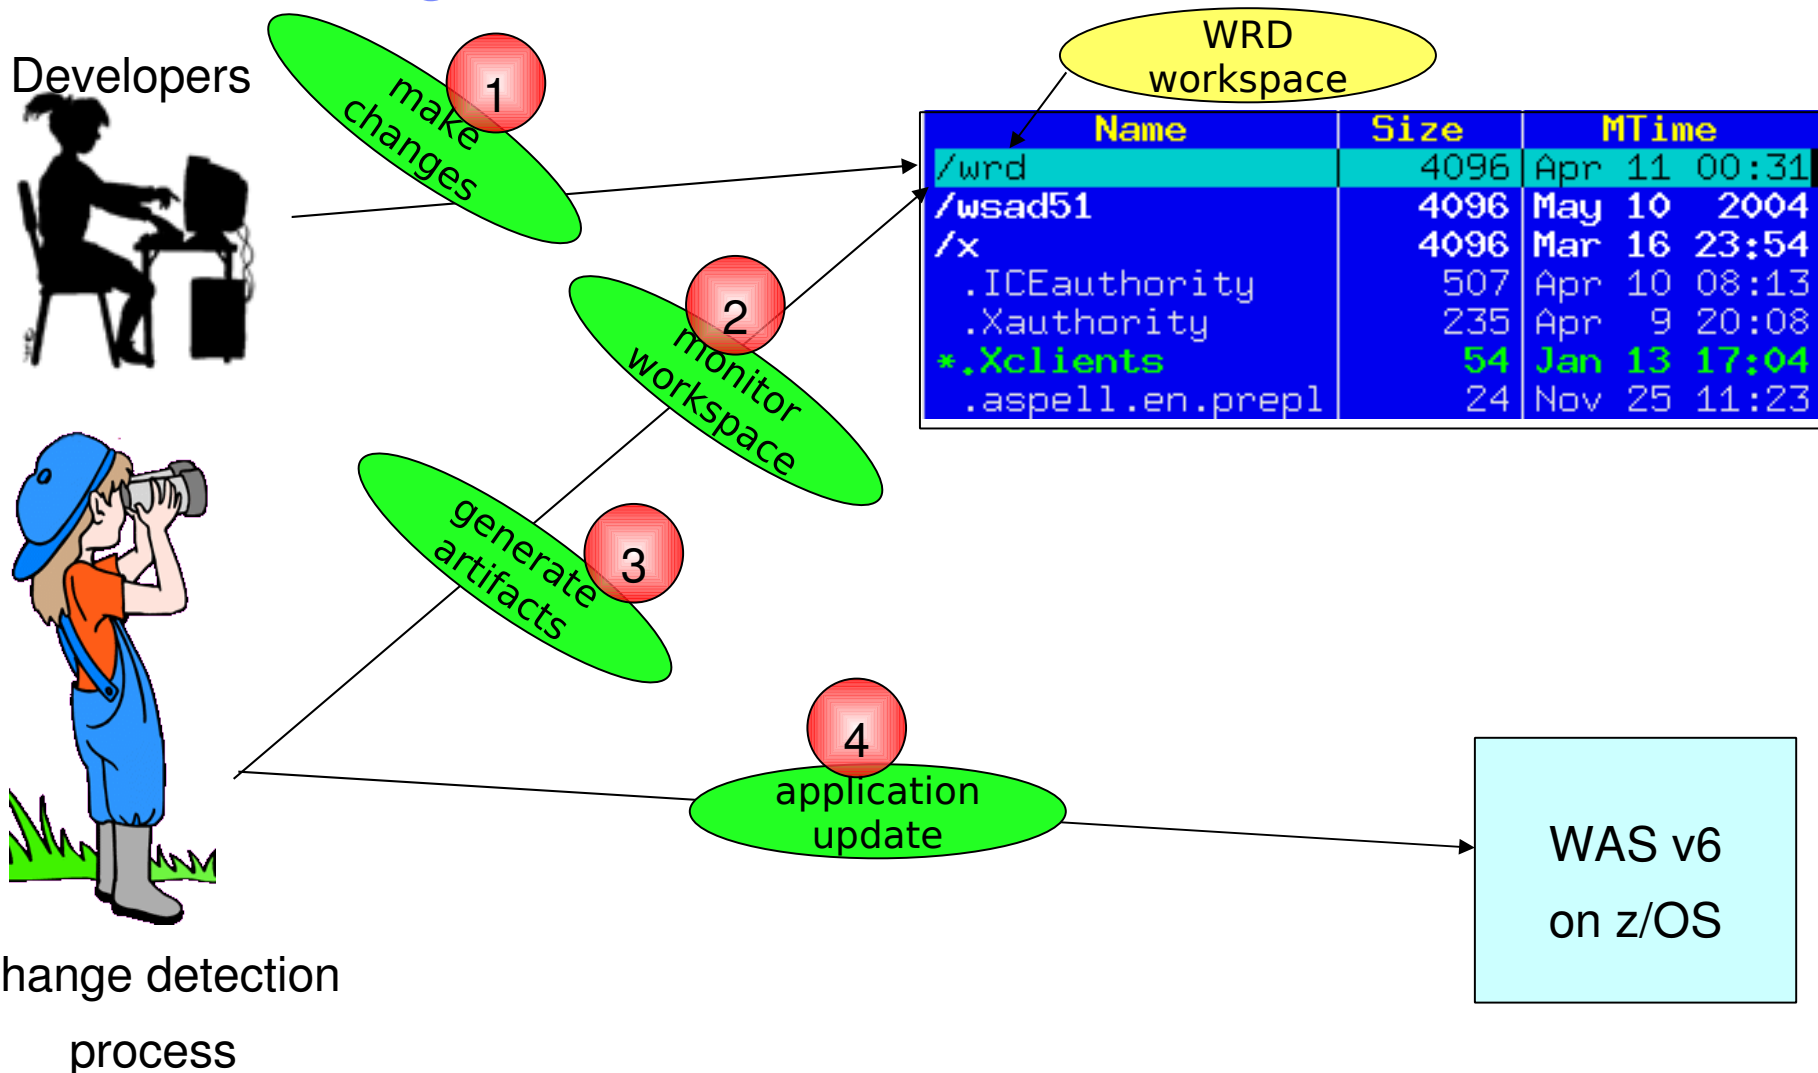 Developers
make
changes
1
WRD
workspace
Name Size MTime
/wrd 4096 Apr 11 00:31
/wsad51 4096 May 10 2004
/x 4096 Mar 16 23:54
.ICEauthority 507 Apr 10 08:13
.Xauthority 235 Apr 9 20:08
*.Xclients 54 Jan 13 17:04
.aspell.en.prepl 24 Nov 25 11:23
2
monitor
workspace
generate
artifacts
3
4
application
update
WAS v6
on z/OS
hange detection
process